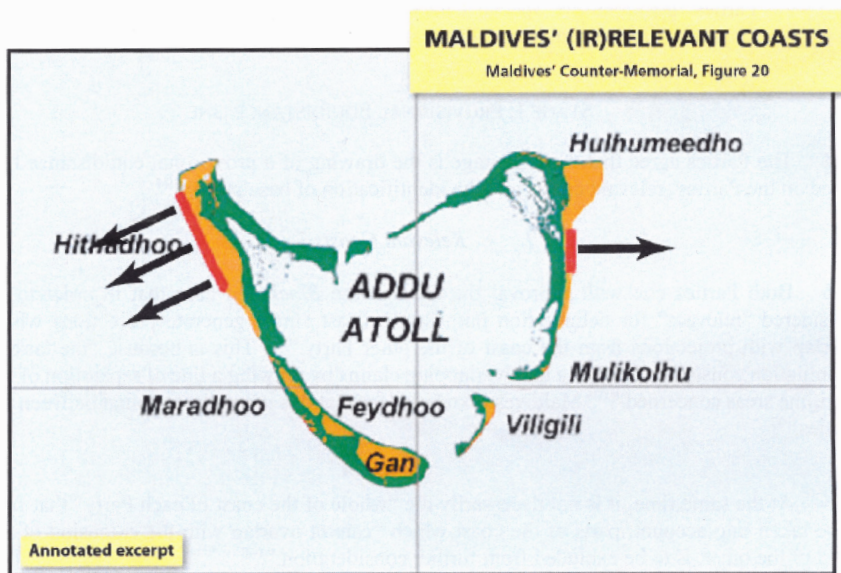 MALDIVES' (IR)RELEVANT COASTS
Maldives' Counter-Memorial, Figure 20
Hulhumeedho
Hithadhoo
ADDU
ATOLL
Mulikolhu
Maradhoo
Feydhoo
Viligili
Gan
Annotated excerpt